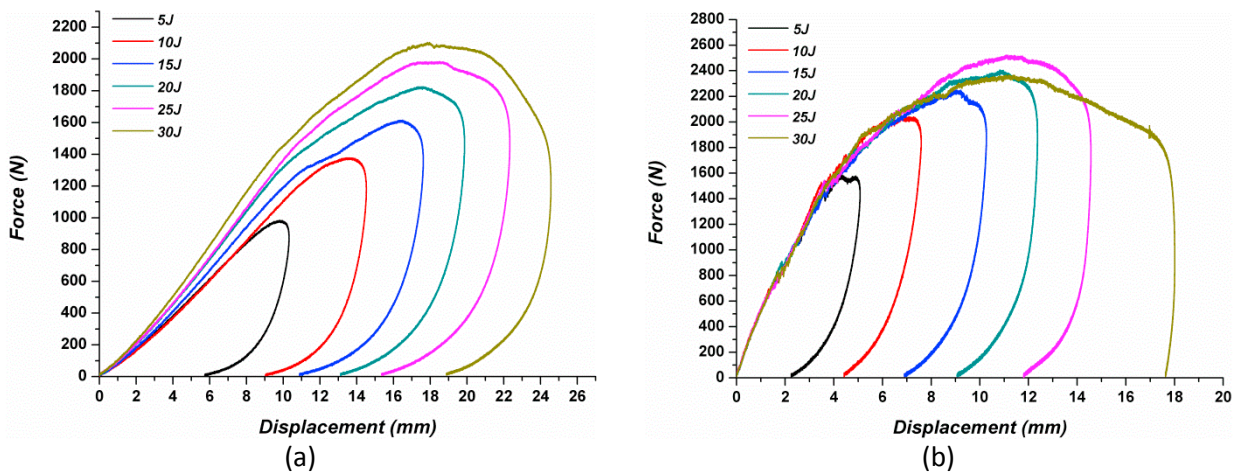 2200
2000
1800
1600
1400
1200
1000
800
600
400
200
0
Force (N)
5J
10J
15J
20J
25J
30J
0 2 4 6 8 10 12 14 16 18 20 22 24 26
Displacement (mm)
(a)
2800
2600
2400
2200
2000
1800
1600
1400
1200
1000
800
600
400
200
0
Force (N)
5J
10J
15J
20J
25J
30J
0 2 4 6 8 10 12 14 16 18 20
Displacement (mm)
(b)